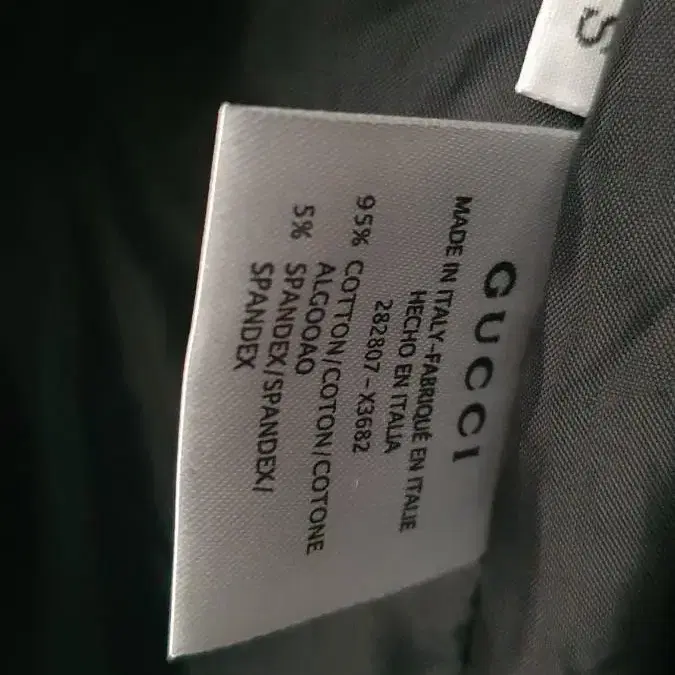 S
GUCCI
MADE IN ITALY-FABRIQUÉ EN ITALIE
HECHO EN ITALIA
282807-X3682
95% COTTON/COTON/COTONE
ALGOOAO
5% SPANDEX/SPANDEX/
SPANDEX